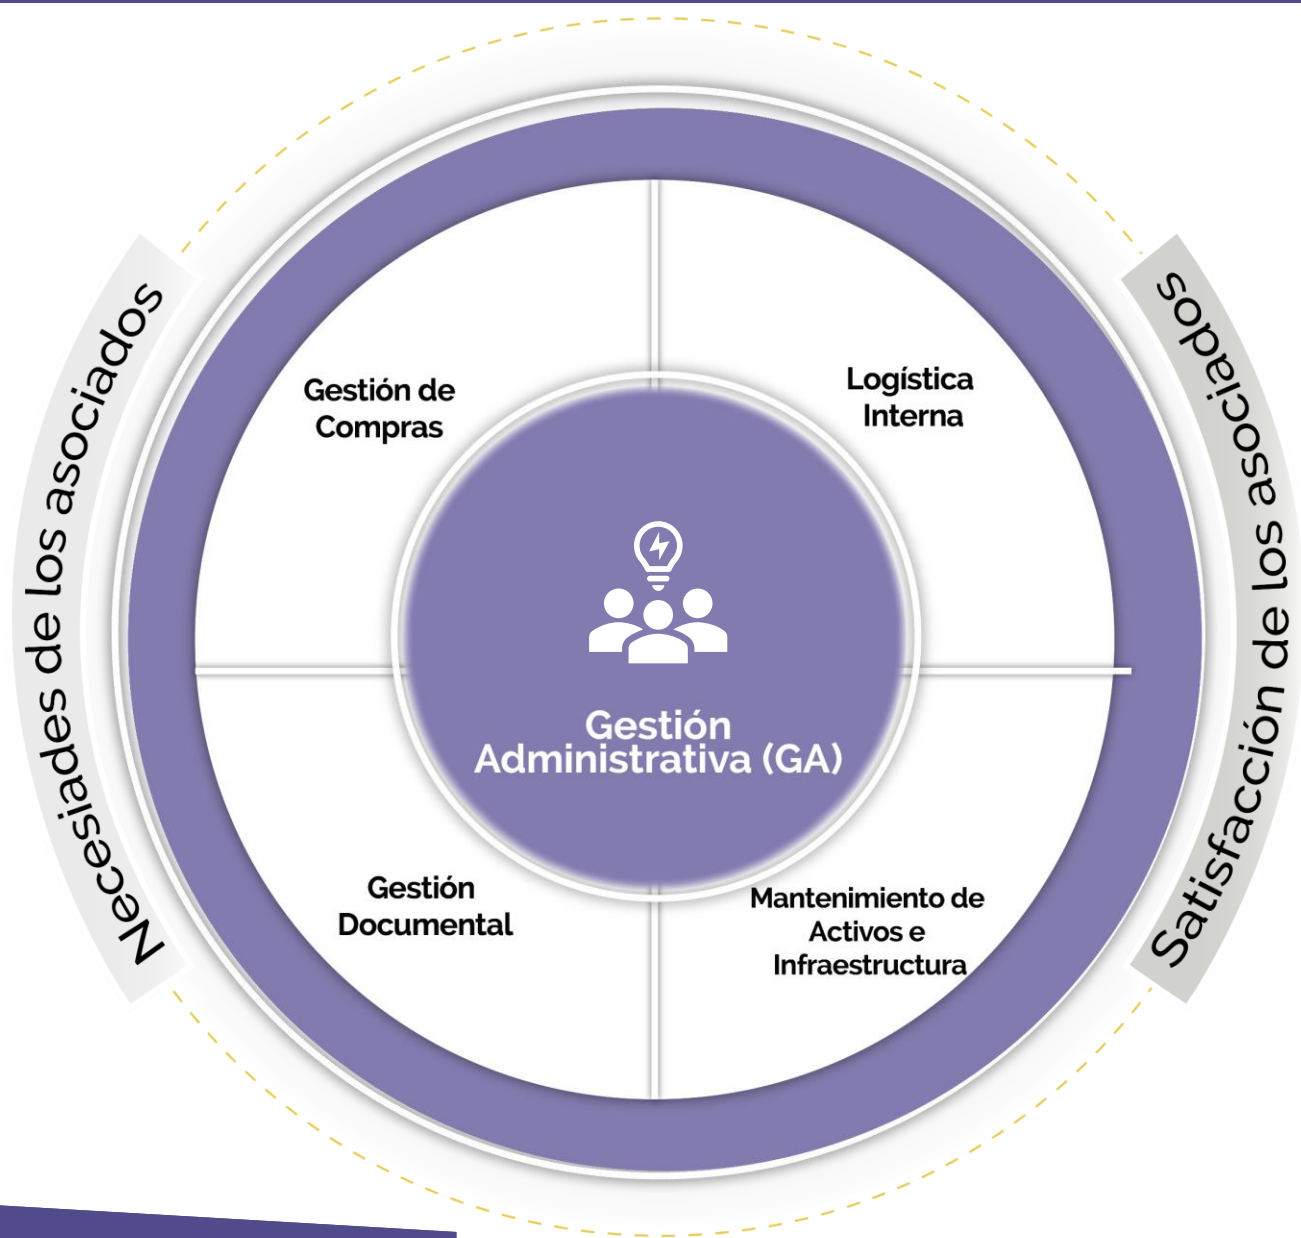 Necesiades de los asociados
Gestión de
Compras
Logística
Interna
Gestión
Administrativa (GA)
Gestión
Documental
Mantenimiento de
Activos e
Infraestructura
Satisfacción de los asociados